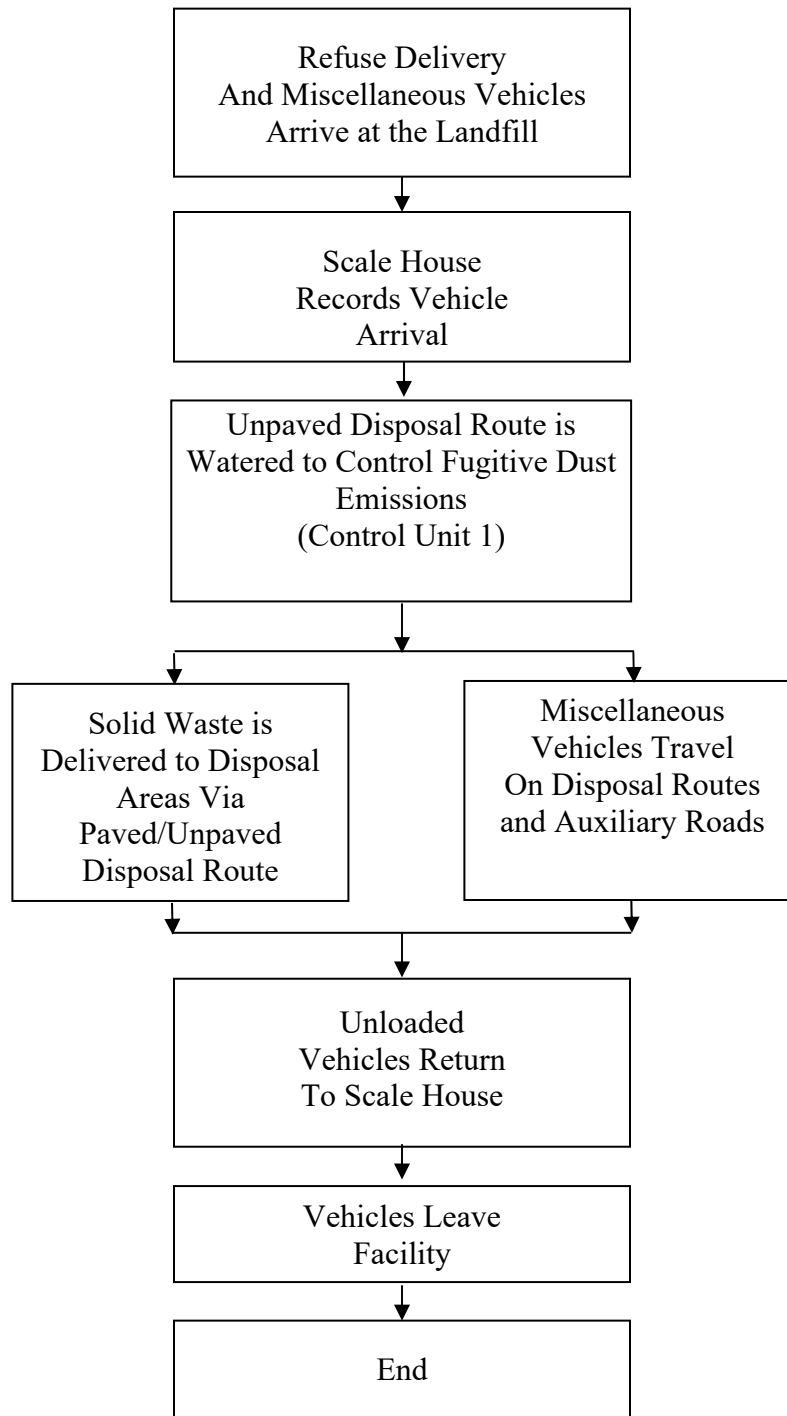 Refuse Delivery
And Miscellaneous Vehicles
Arrive at the Landfill
Scale House
Records Vehicle
Arrival
Unpaved Disposal Route is
Watered to Control Fugitive Dust
Emissions
(Control Unit 1)
Solid Waste is
Delivered to Disposal
Areas Via
Paved/Unpaved
Disposal Route
Miscellaneous
Vehicles Travel
On Disposal Routes
and Auxiliary Roads
Unloaded
Vehicles Return
To Scale House
Vehicles Leave
Facility
End